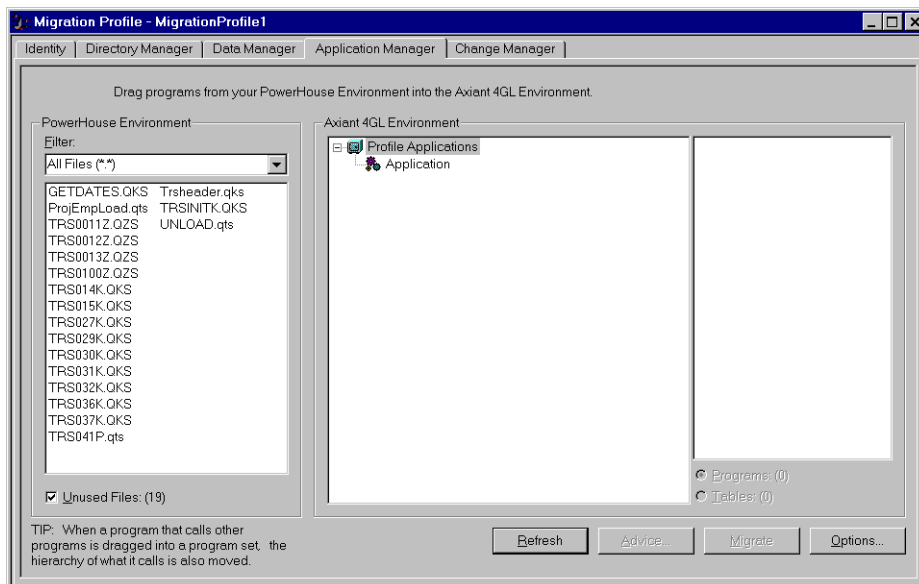 Migration Profile - MigrationProfile1
Identity Directory Manager Data Manager Application Manager Change Manager
Drag programs from your PowerHouse Environment into the Axiant 4GL Environment.
PowerHouse Environment
Filter:
All Files (*.*)
GETDATES.QKS Trsheader.qks
ProjEmpLoad.qts TRSINITK.QKS
TRS0011Z.QZS UNLOAD.qts
TRS0012Z.QZS
TRS0013Z.QZS
TRS0100Z.QZS
TRS014K.QKS
TRS015K.QKS
TRS027K.QKS
TRS029K.QKS
TRS030K.QKS
TRS031K.QKS
TRS032K.QKS
TRS036K.QKS
TRS037K.QKS
TRS041P.qts
Unused Files: (19)
Axiant 4GL Environment
Profile Applications
Application
Programs: (0)
Tables: (0)
TIP: When a program that calls other
programs is dragged into a program set, the
hierarchy of what it calls is also moved.
Refresh Advice... Migrate Options...